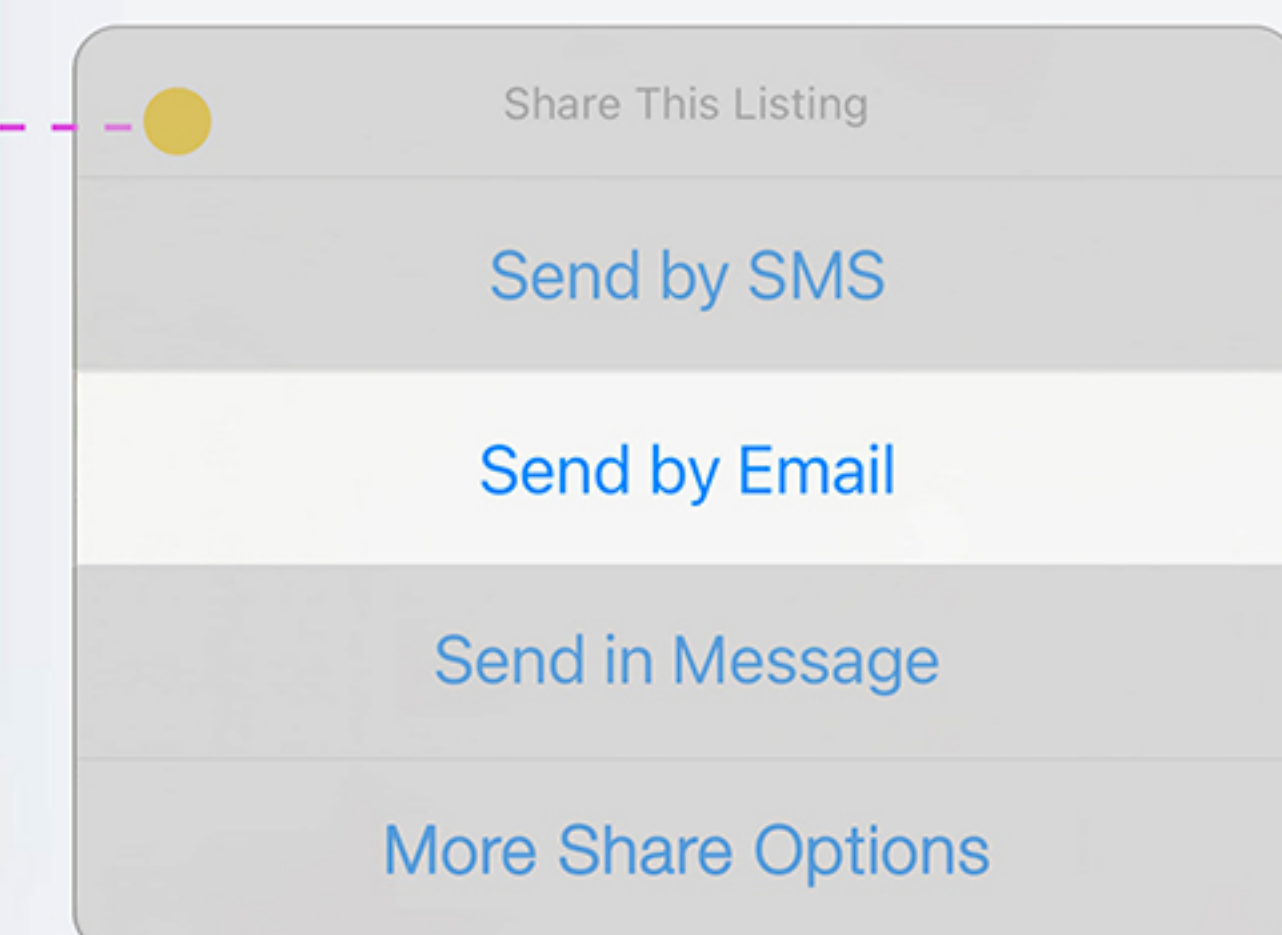 Share This Listing
Send by SMS
Send by Email
Send in Message
More Share Options